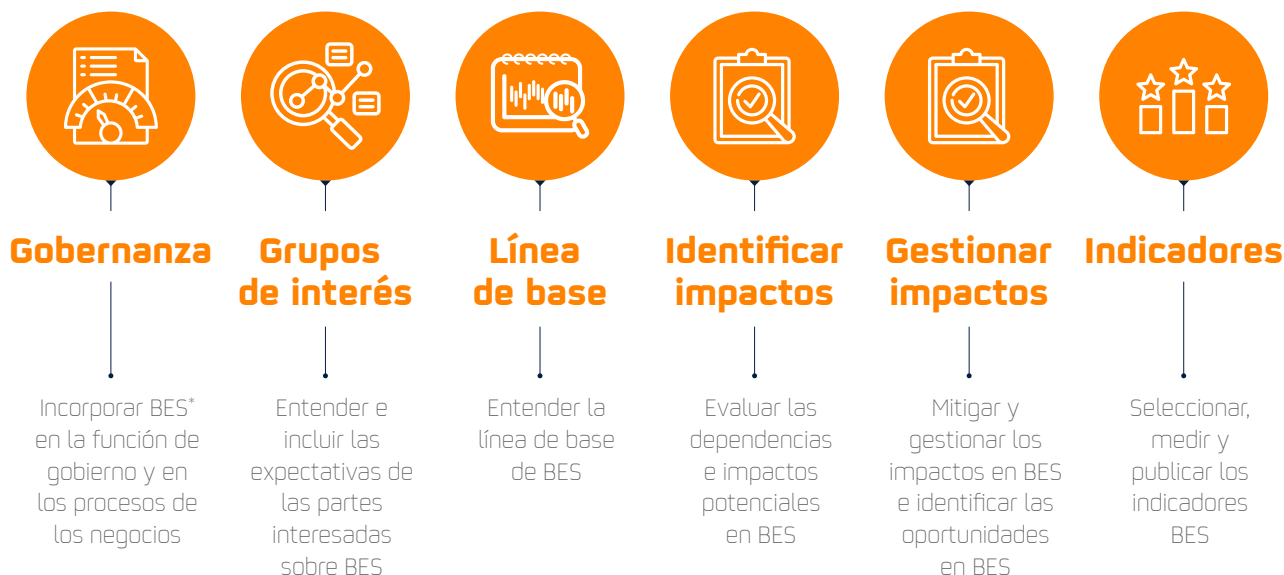 Gobernanza
Incorporar BES*
en la función de
gobierno y en
los procesos de
los negocios
Grupos
de interés
Entender e
incluir las
expectativas de
las partes
interesadas
sobre BES
Línea
de base
Entender la
línea de base
de BES
Identificar
impactos
Evaluar las
dependencias
e impactos
potenciales
en BES
Gestionar
impactos
Mitigar y
gestionar los
impactos en BES
e identificar las
oportunidades
en BES
Indicadores
Seleccionar,
medir y
publicar los
indicadores
BES